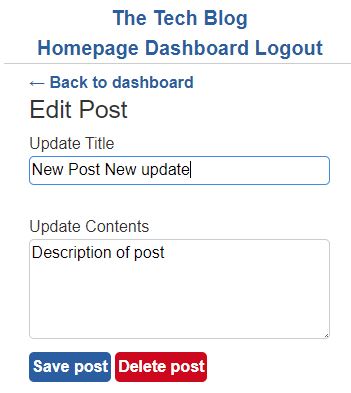 The Tech Blog
Homepage Dashboard Logout
← Back to dashboard
Edit Post
Update Title
New Post New update
Update Contents
Description of post
Save post Delete post